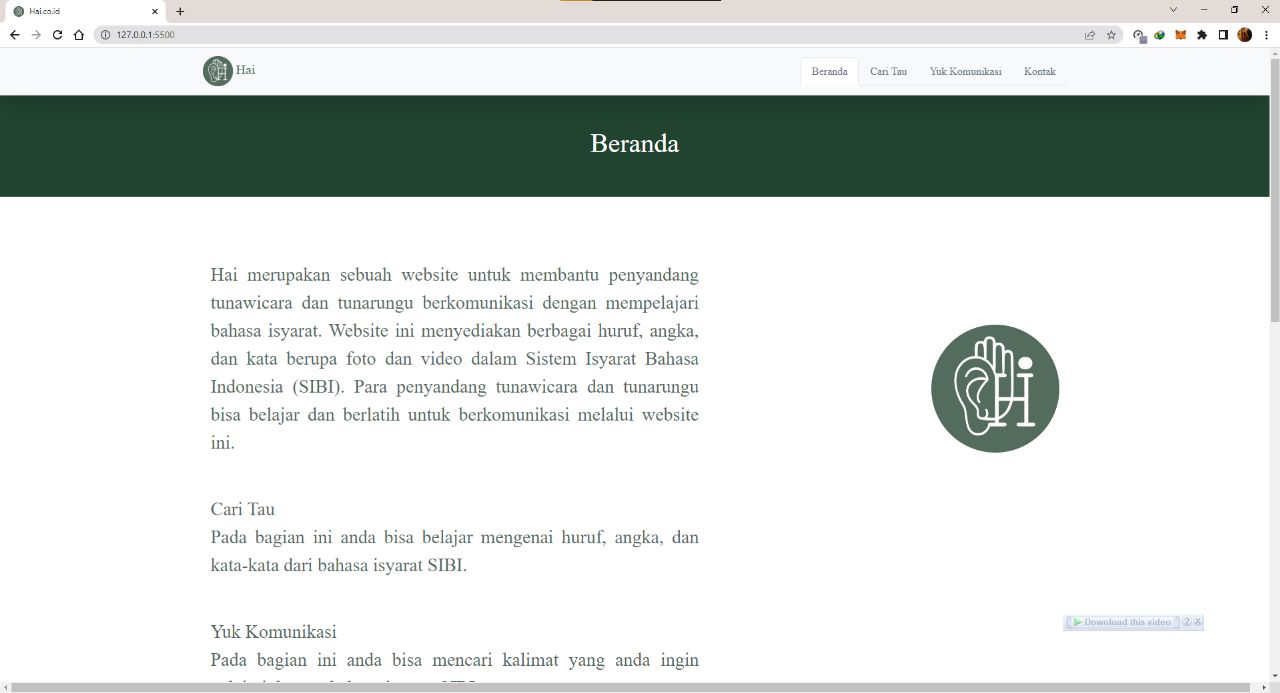 Hai.co.id
127.0.0.1:5500
Hai
Beranda
Cari Tau
Yuk Komunikasi
Kontak
Beranda
Hai merupakan sebuah website untuk membantu penyandang
tunawicara dan tunarungu berkomunikasi dengan mempelajari
bahasa isyarat. Website ini menyediakan berbagai huruf, angka,
dan kata berupa foto dan video dalam Sistem Isyarat Bahasa
Indonesia (SIBI). Para penyandang tunawicara dan tunarungu
bisa belajar dan berlatih untuk berkomunikasi melalui website
ini.
Hi
Cari Tau
Pada bagian ini anda bisa belajar mengenai huruf, angka, dan
kata-kata dari bahasa isyarat SIBI.
Download this video
Yuk Komunikasi
Pada bagian ini anda bisa mencari kalimat yang anda ingin